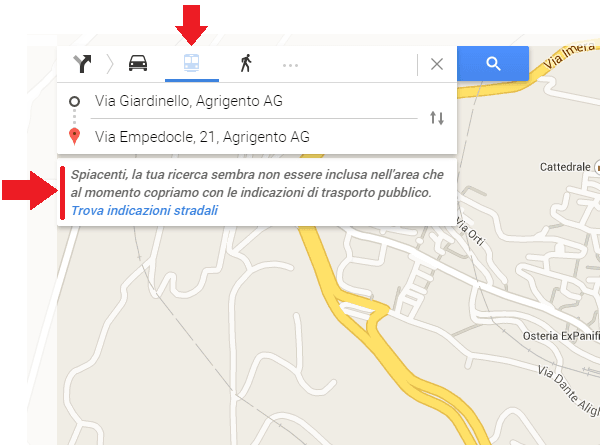 Via Imera
Via Giardinello, Agrigento AG
Via Empedocle, 21, Agrigento AG
Spiacenti, la tua ricerca sembra non essere inclusa nell'area che
al momento copriamo con le indicazioni di trasporto pubblico.
Trova indicazioni stradali
Cattedrale
Via Orti
Osteria ExPanifi
Via Dante Aligh